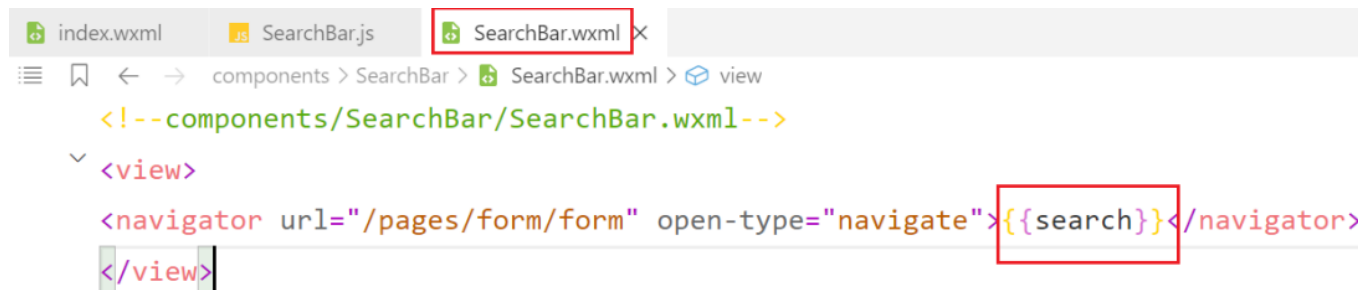 index.wxml JS SearchBar.js SearchBar.wxml ×
components > SearchBar > SearchBar.wxml > view
<!--components/SearchBar/SearchBar.wxml-->
<view>
<navigator url="/pages/form/form" open-type="navigate">{{search}}</navigator>
</view>